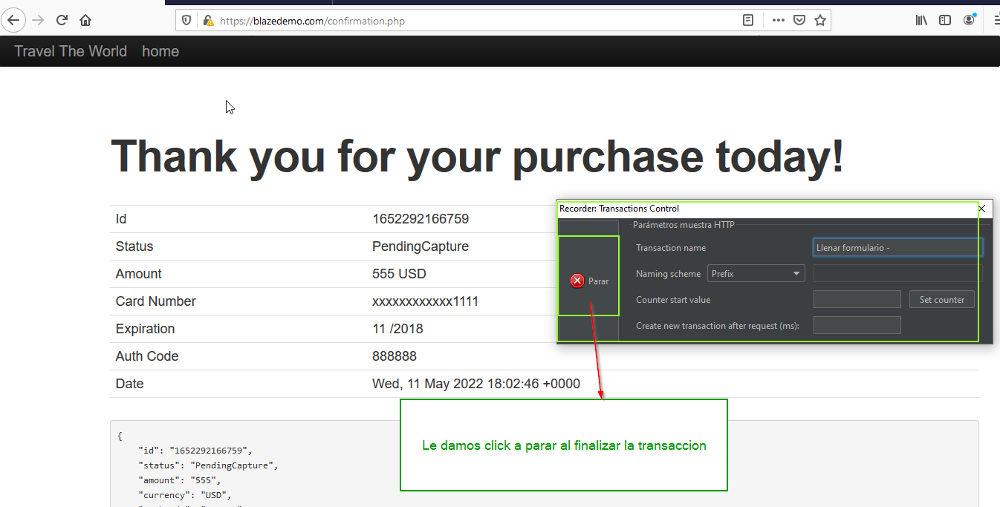 https://blazedemo.com/confirmation.php
Travel The World home
Thank you for your purchase today!
Id 1652292166759
Status PendingCapture
Amount 555 USD
Card Number xxxxxxxxxxxx1111
Expiration 11 /2018
Auth Code 888888
Date Wed, 11 May 2022 18:02:46 +0000
Recorder: Transactions Control
Parar
Parámetros muestra HTTP
Transaction name Llenar formulario -
Naming scheme Prefix
Counter start value Set counter
Create new transaction after request (ms):
Le damos click a parar al finalizar la transaccion
{
"id": "1652292166759",
"status": "PendingCapture",
"amount": "555",
"currency": "USD",